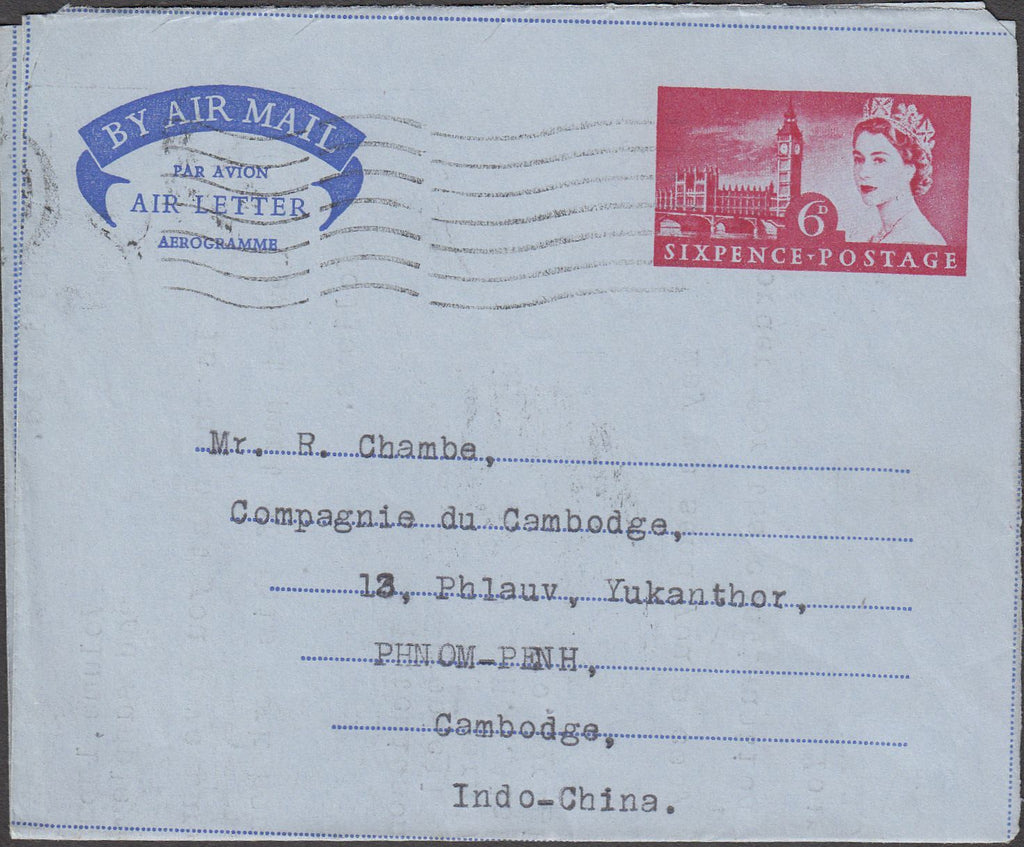 BY AIR MAIL
PAR AVION
AIR LETTER
AEROGRAMME
6D
SIXPENCE·POSTAGE
Mr. R. Chambe,
Compagnie du Cambodge,
13, Phlauv, Yukanthor,
PHNOM-PENH,
Cambodge,
Indo-China.